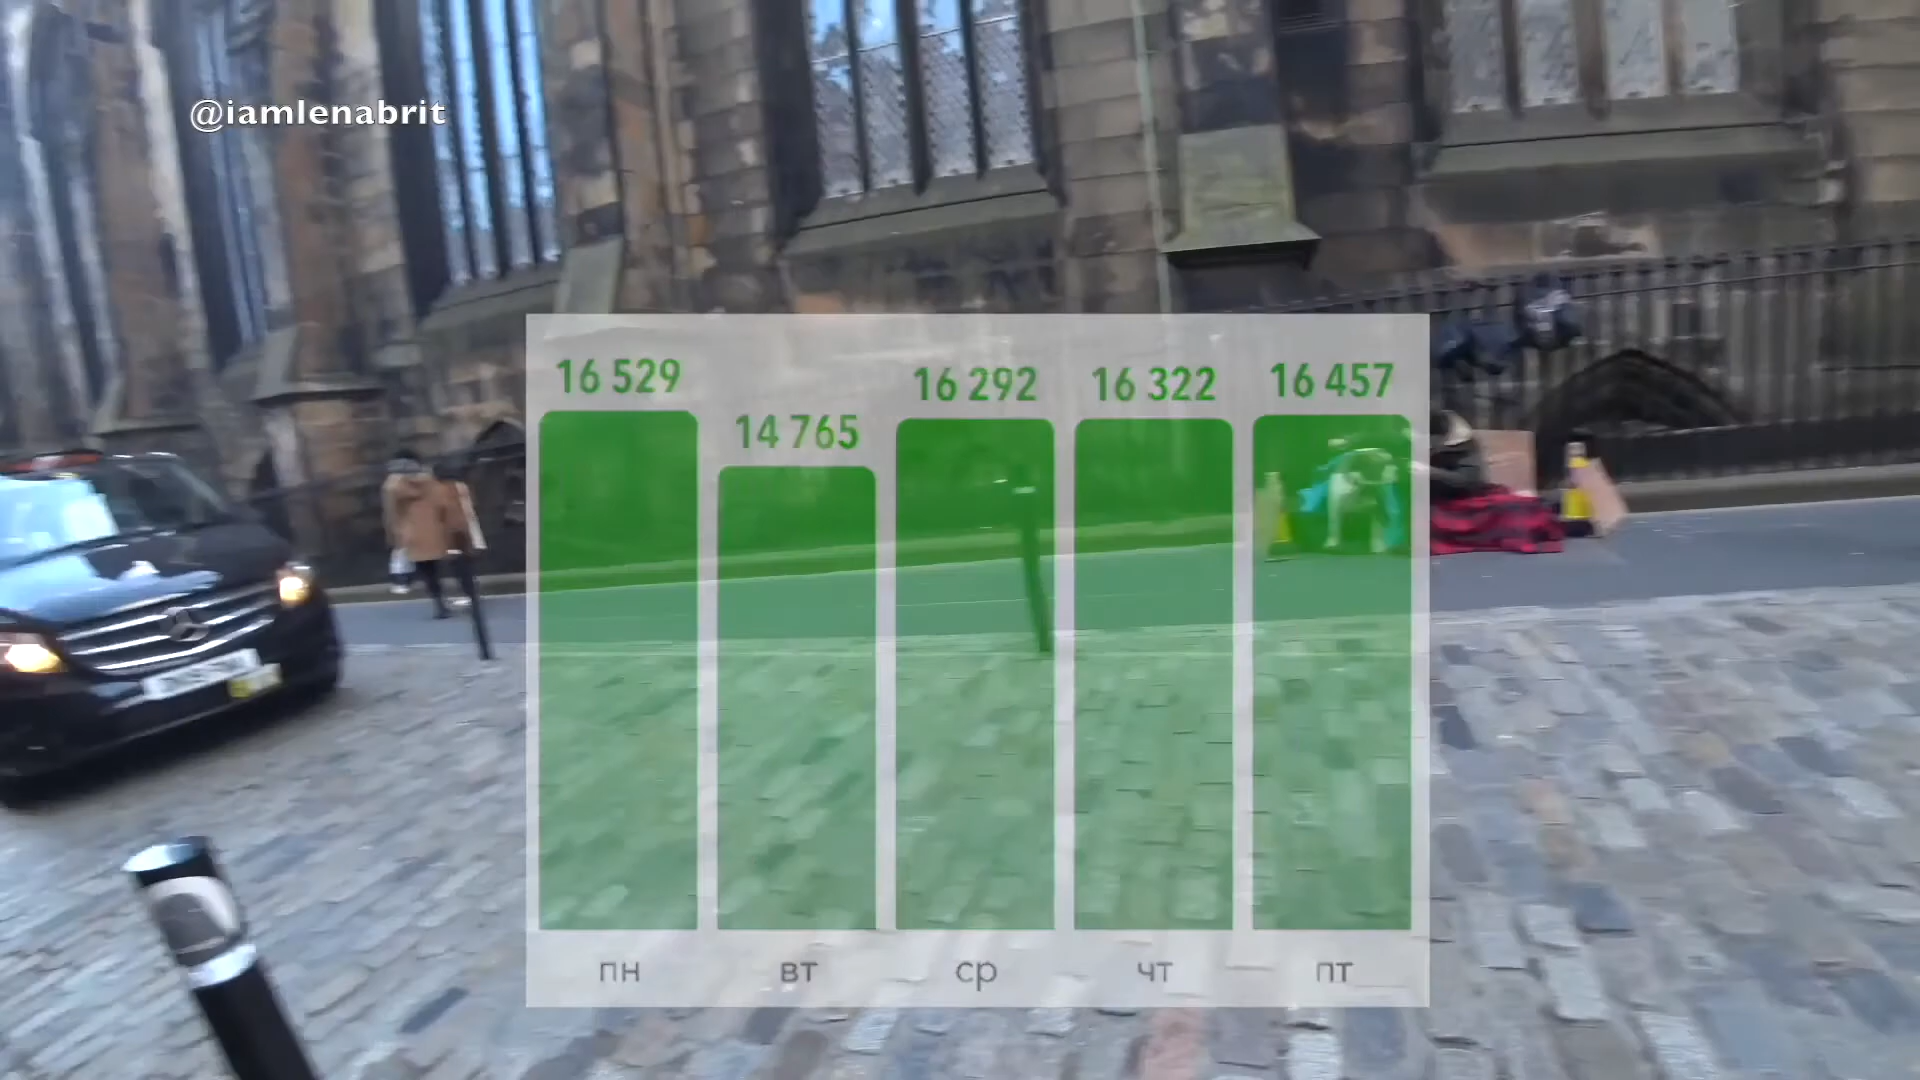 @iamlenabrit
16 529
14 765
16 292
16 322
16 457
пн
вт
ср
чт
пт